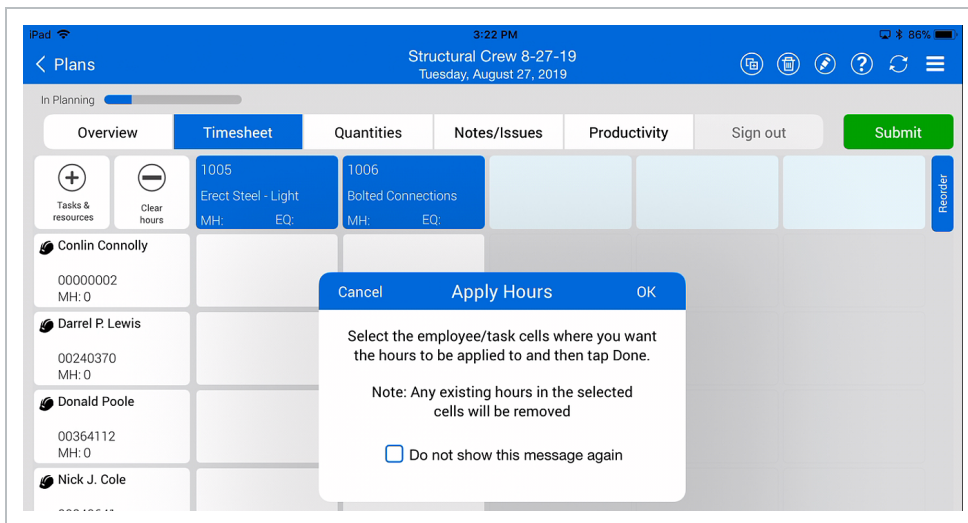 iPad 3:22 PM 86%
Plans
Structural Crew 8-27-19
Tuesday, August 27, 2019
In Planning
Overview Timesheet Quantities Notes/Issues Productivity Sign out Submit
Tasks &
resources
Clear
hours
1005
Erect Steel - Light
MH: EQ:
1006
Bolted Connections
MH: EQ:
Reorder
Conlin Connolly
00000002
MH: 0
Darrel P. Lewis
00240370
MH: 0
Donald Poole
00364112
MH: 0
Nick J. Cole
Cancel Apply Hours OK
Select the employee/task cells where you want
the hours to be applied to and then tap Done.
Note: Any existing hours in the selected
cells will be removed
Do not show this message again